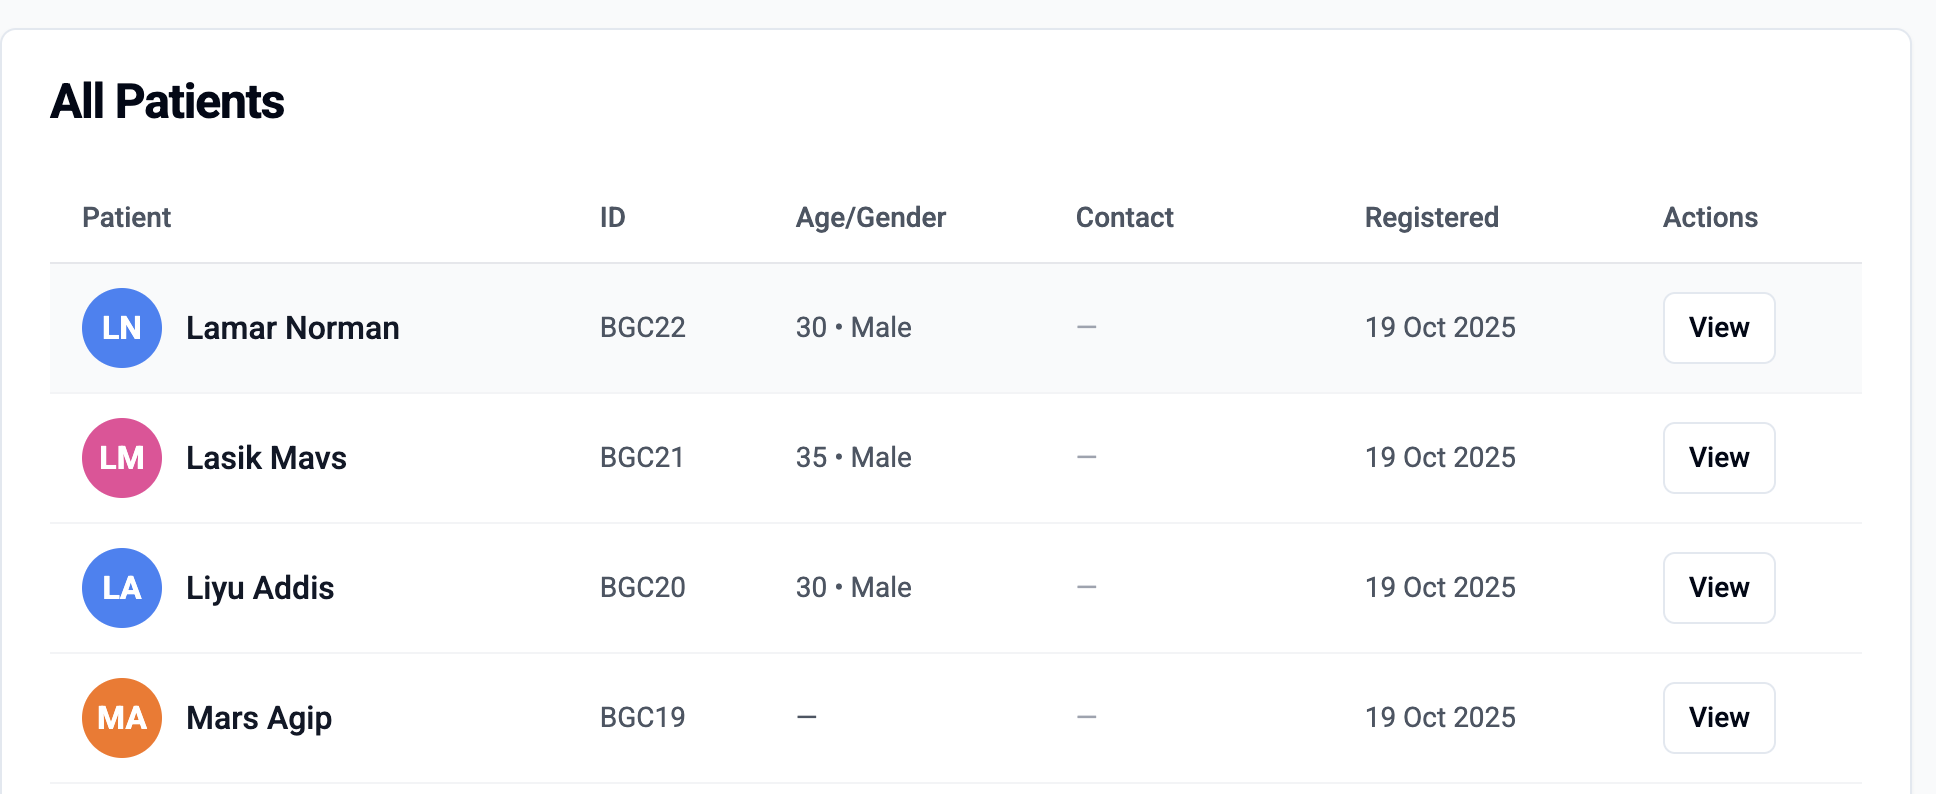 All Patients
Patient ID Age/Gender Contact Registered Actions
LN Lamar Norman BGC22 30 • Male — 19 Oct 2025 View
LM Lasik Mavs BGC21 35 • Male — 19 Oct 2025 View
LA Liyu Addis BGC20 30 • Male — 19 Oct 2025 View
MA Mars Agip BGC19 — — 19 Oct 2025 View